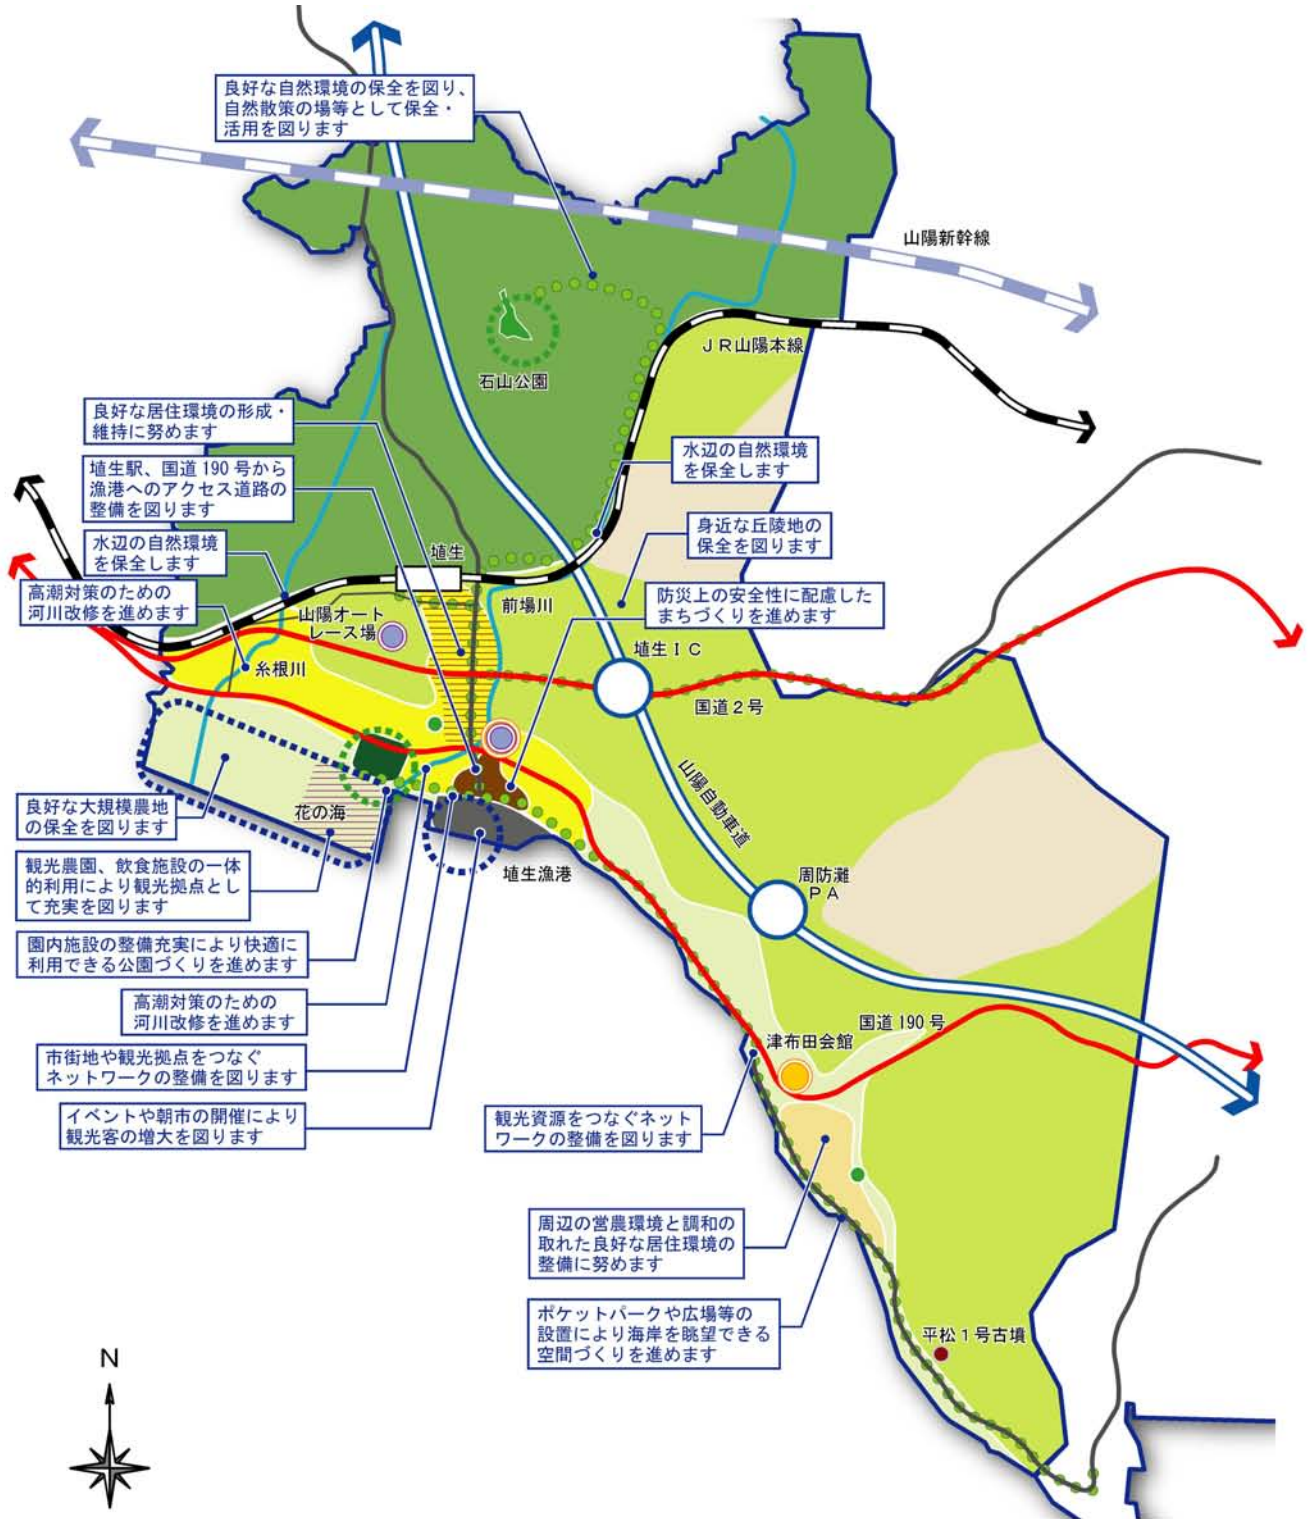 良好な自然環境の保全を図り、
自然散策の場等として保全・
活用を図ります
山陽新幹線
JR山陽本線
石山公園
良好な居住環境の形成・
維持に努めます
水辺の自然環境
を保全します
埴生駅、国道190号から
漁港へのアクセス道路の
整備を図ります
身近な丘陵地の
保全を図ります
水辺の自然環境
を保全します
埴生
高潮対策のための
河川改修を進めます
山陽オート
レース場
前場川
防災上の安全性に配慮した
まちづくりを進めます
埴生IC
糸根川
国道2号
山陽自動車道
良好な大規模農地
の保全を図ります
花の海
観光農園、飲食施設の一体
的利用により観光拠点とし
て充実を図ります
埴生漁港
周防灘
PA
園内施設の整備充実により快適に
利用できる公園づくりを進めます
高潮対策のための
河川改修を進めます
国道190号
津布田会館
市街地や観光拠点をつなぐ
ネットワークの整備を図ります
イベントや朝市の開催により
観光客の増大を図ります
観光資源をつなぐネット
ワークの整備を図ります
周辺の営農環境と調和の
取れた良好な居住環境の
整備に努めます
ポケットパークや広場等の
設置により海岸を眺望できる
空間づくりを進めます
平松1号古墳
N